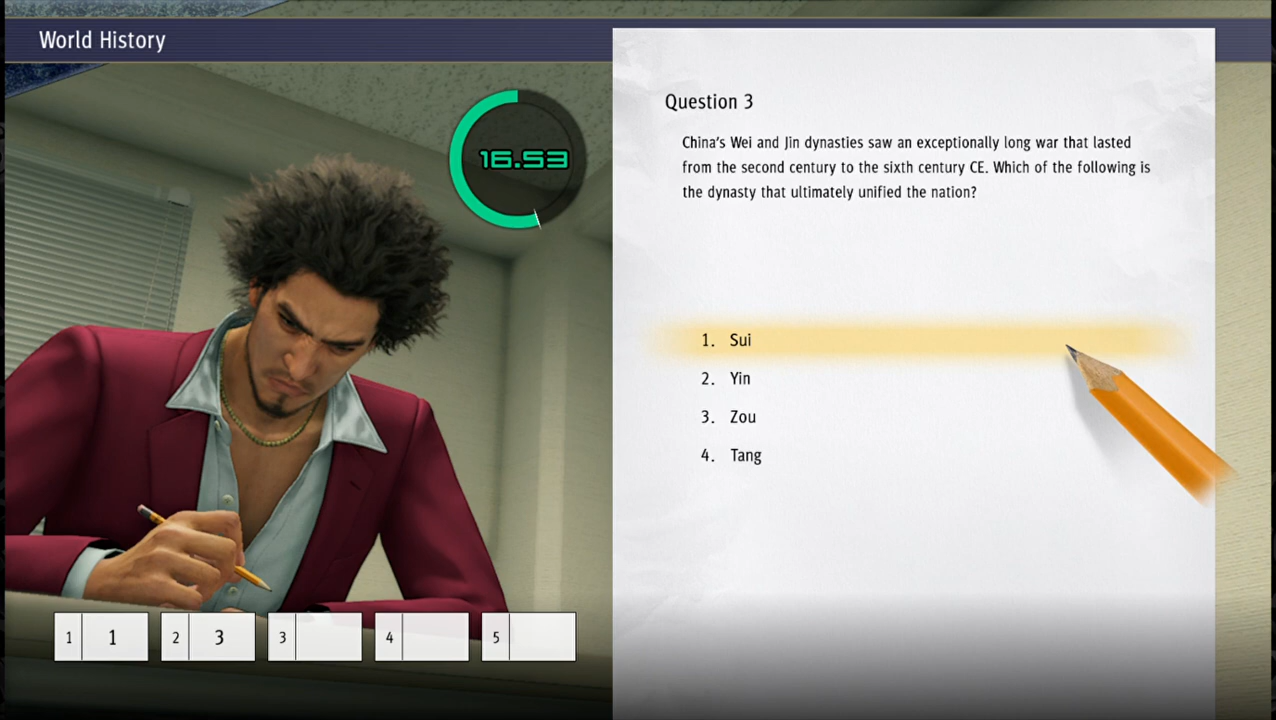 World History
16.53
Question 3
China's Wei and Jin dynasties saw an exceptionally long war that lasted
from the second century to the sixth century CE. Which of the following is
the dynasty that ultimately unified the nation?
1. Sui
2. Yin
3. Zou
4. Tang
1 1 2 3 3 4 5